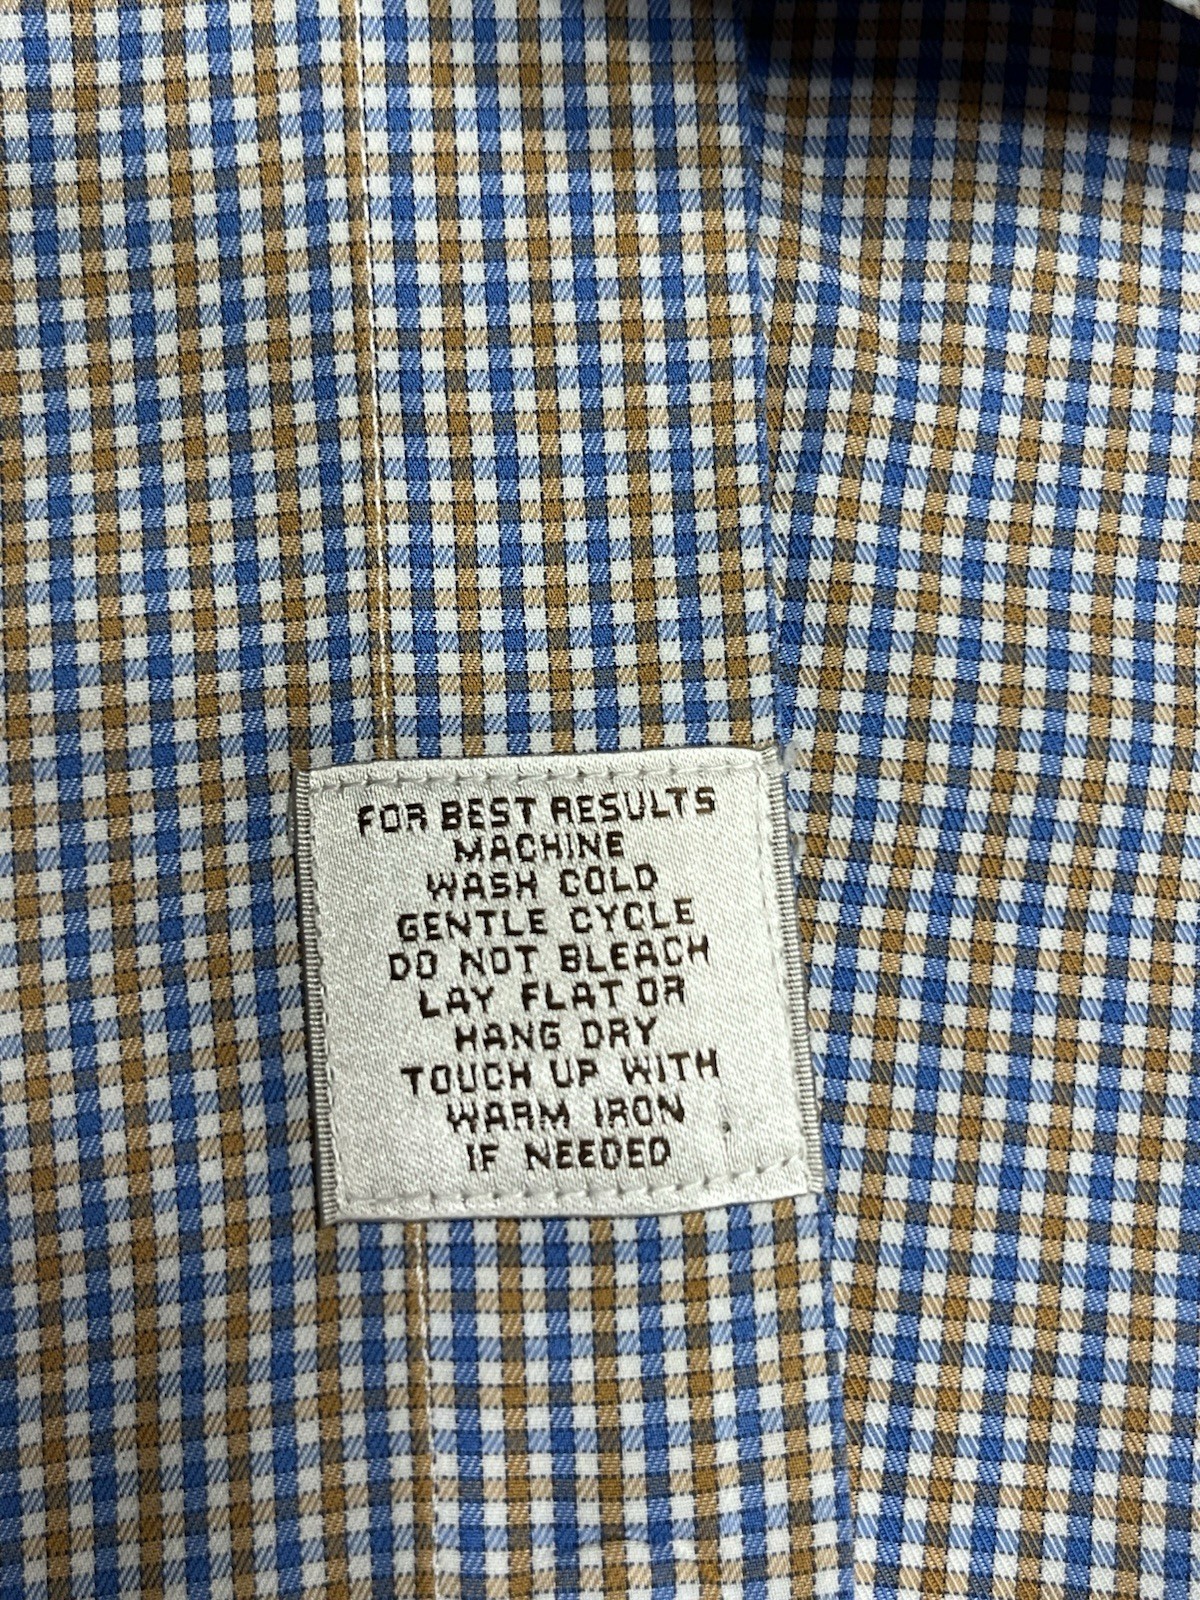 FOR BEST RESULTS
MACHINE
WASH COLD
GENTLE CYCLE
DO NOT BLEACH
LAY FLAT OR
HANG DRY
TOUCH UP WITH
WARM IRON
IF NEEDED